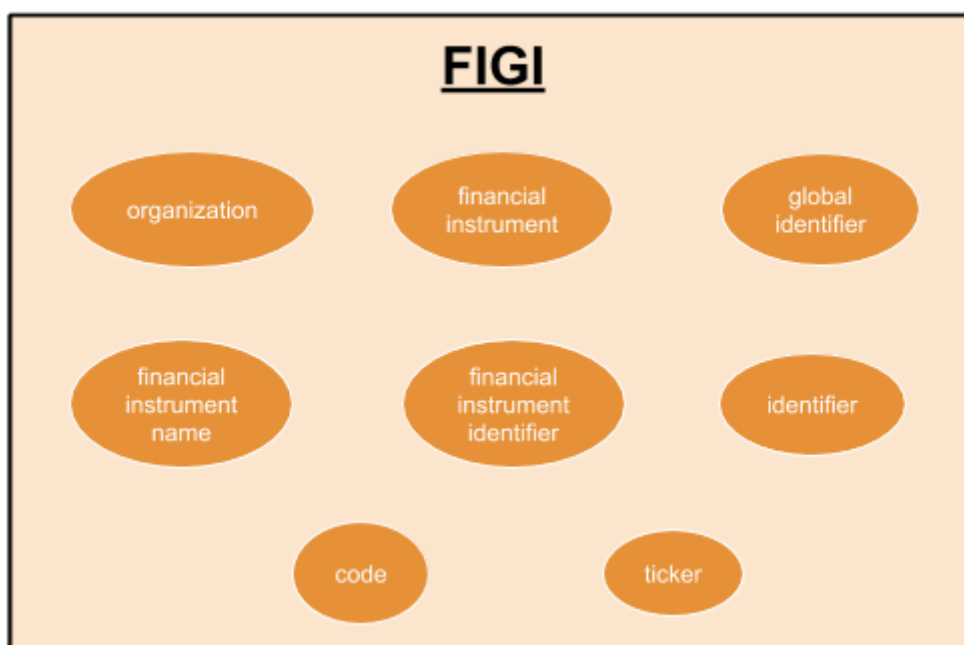 FIGI
organization
financial
instrument
global
identifier
financial
instrument
name
financial
instrument
identifier
identifier
code
ticker